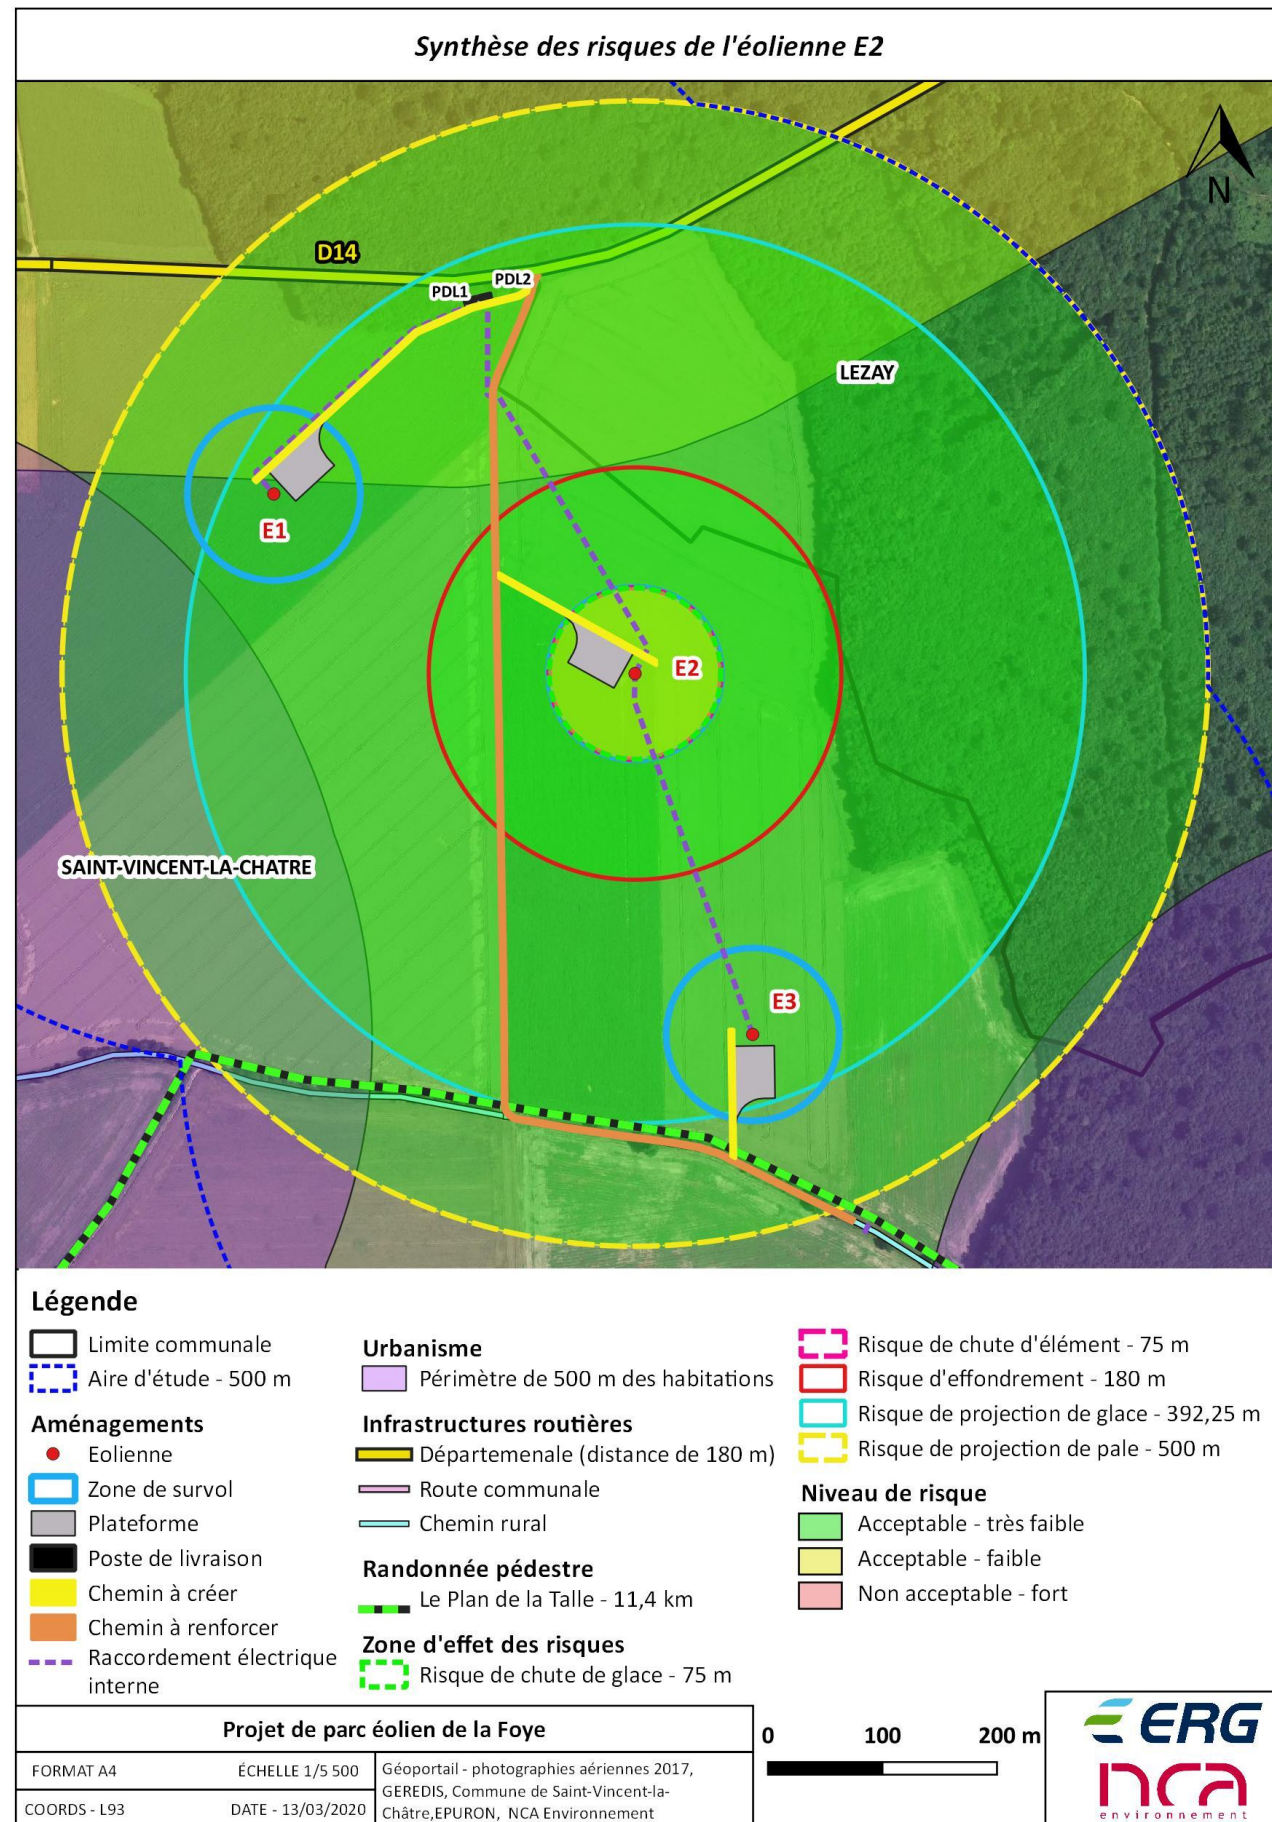 Synthèse des risques de l'éolienne E2
N
D14
PDL1
PDL2
LEZAY
E1
E2
SAINT-VINCENT-LA-CHATRE
E3
Légende
Limite communale
Aire d'étude - 500 m
Aménagements
Eolienne
Zone de survol
Plateforme
Poste de livraison
Chemin à créer
Chemin à renforcer
Raccordement électrique
interne
Urbanisme
Périmètre de 500 m des habitations
Infrastructures routières
Départemenale (distance de 180 m)
Route communale
Chemin rural
Randonnée pédestre
Le Plan de la Talle - 11,4 km
Zone d'effet des risques
Risque de chute de glace - 75 m
Risque de chute d'élément - 75 m
Risque d'effondrement - 180 m
Risque de projection de glace - 392,25 m
Risque de projection de pale - 500 m
Niveau de risque
Acceptable - très faible
Acceptable - faible
Non acceptable - fort
Projet de parc éolien de la Foye
FORMAT A4
ÉCHELLE 1/5 500
COORDS - L93
DATE - 13/03/2020
Géoportail - photographies aériennes 2017,
GEREDIS, Commune de Saint-Vincent-la-
Châtre,EPURON, NCA Environnement
0 100 200 m
ERG
nca
environnement